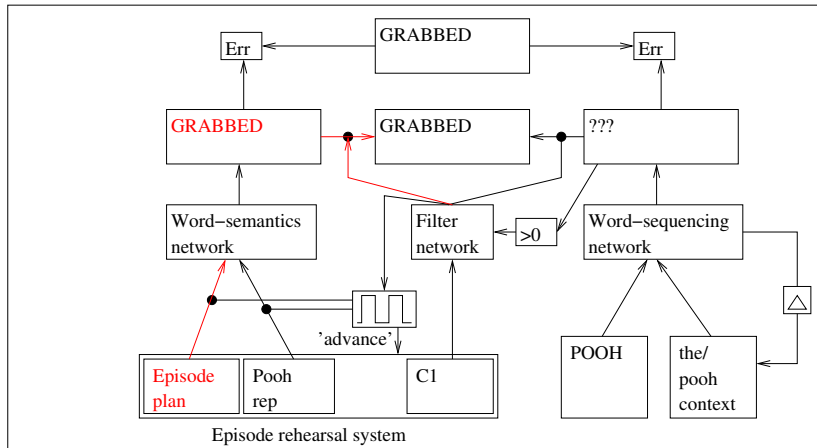 GRABBED
Err
Err
GRABBED
GRABBED
???
Word-semantics
network
Filter
network
>0
Word-sequencing
network
△
'advance'
Episode
plan
Pooh
rep
C1
POOH
the/
pooh
context
Episode rehearsal system